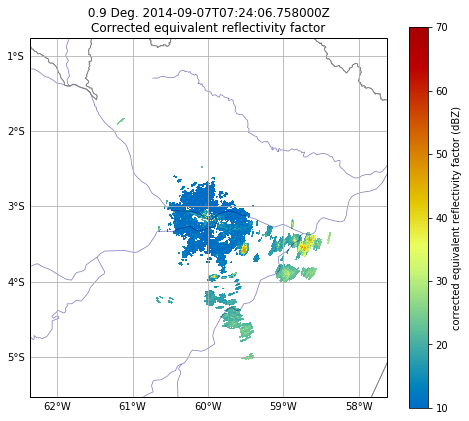 0.9 Deg. 2014-09-07T07:24:06.758000Z
Corrected equivalent reflectivity factor
1°S
2°S
3°S
4°S
5°S
62°W 61°W 60°W 59°W 58°W
70
60
50
40
30
20
10
corrected equivalent reflectivity factor (dBZ)